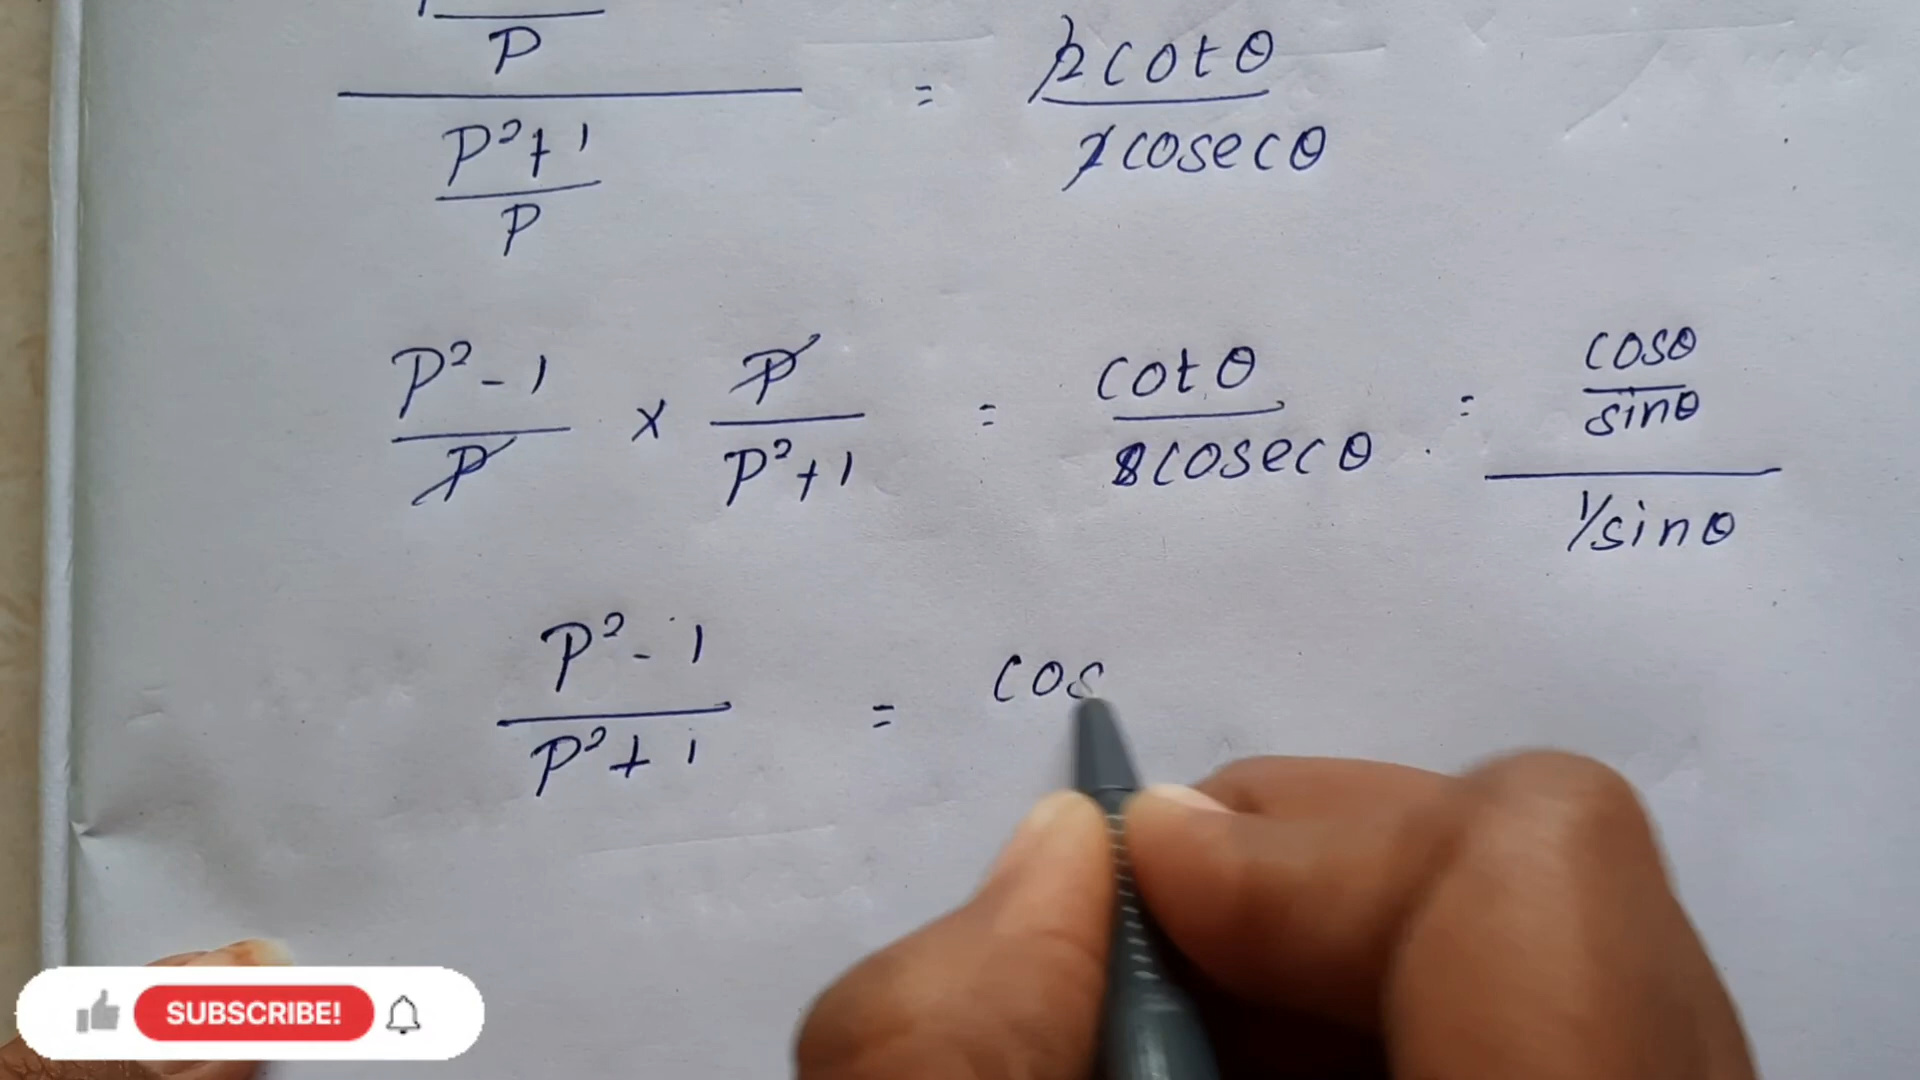 P
= 2cotθ
P²+1 2cosecθ
P
P²-1 × P = cotθ = cosθ
P P²+1 cosecθ sinθ
1/sinθ
P²-1 = cos
P²+1
SUBSCRIBE!